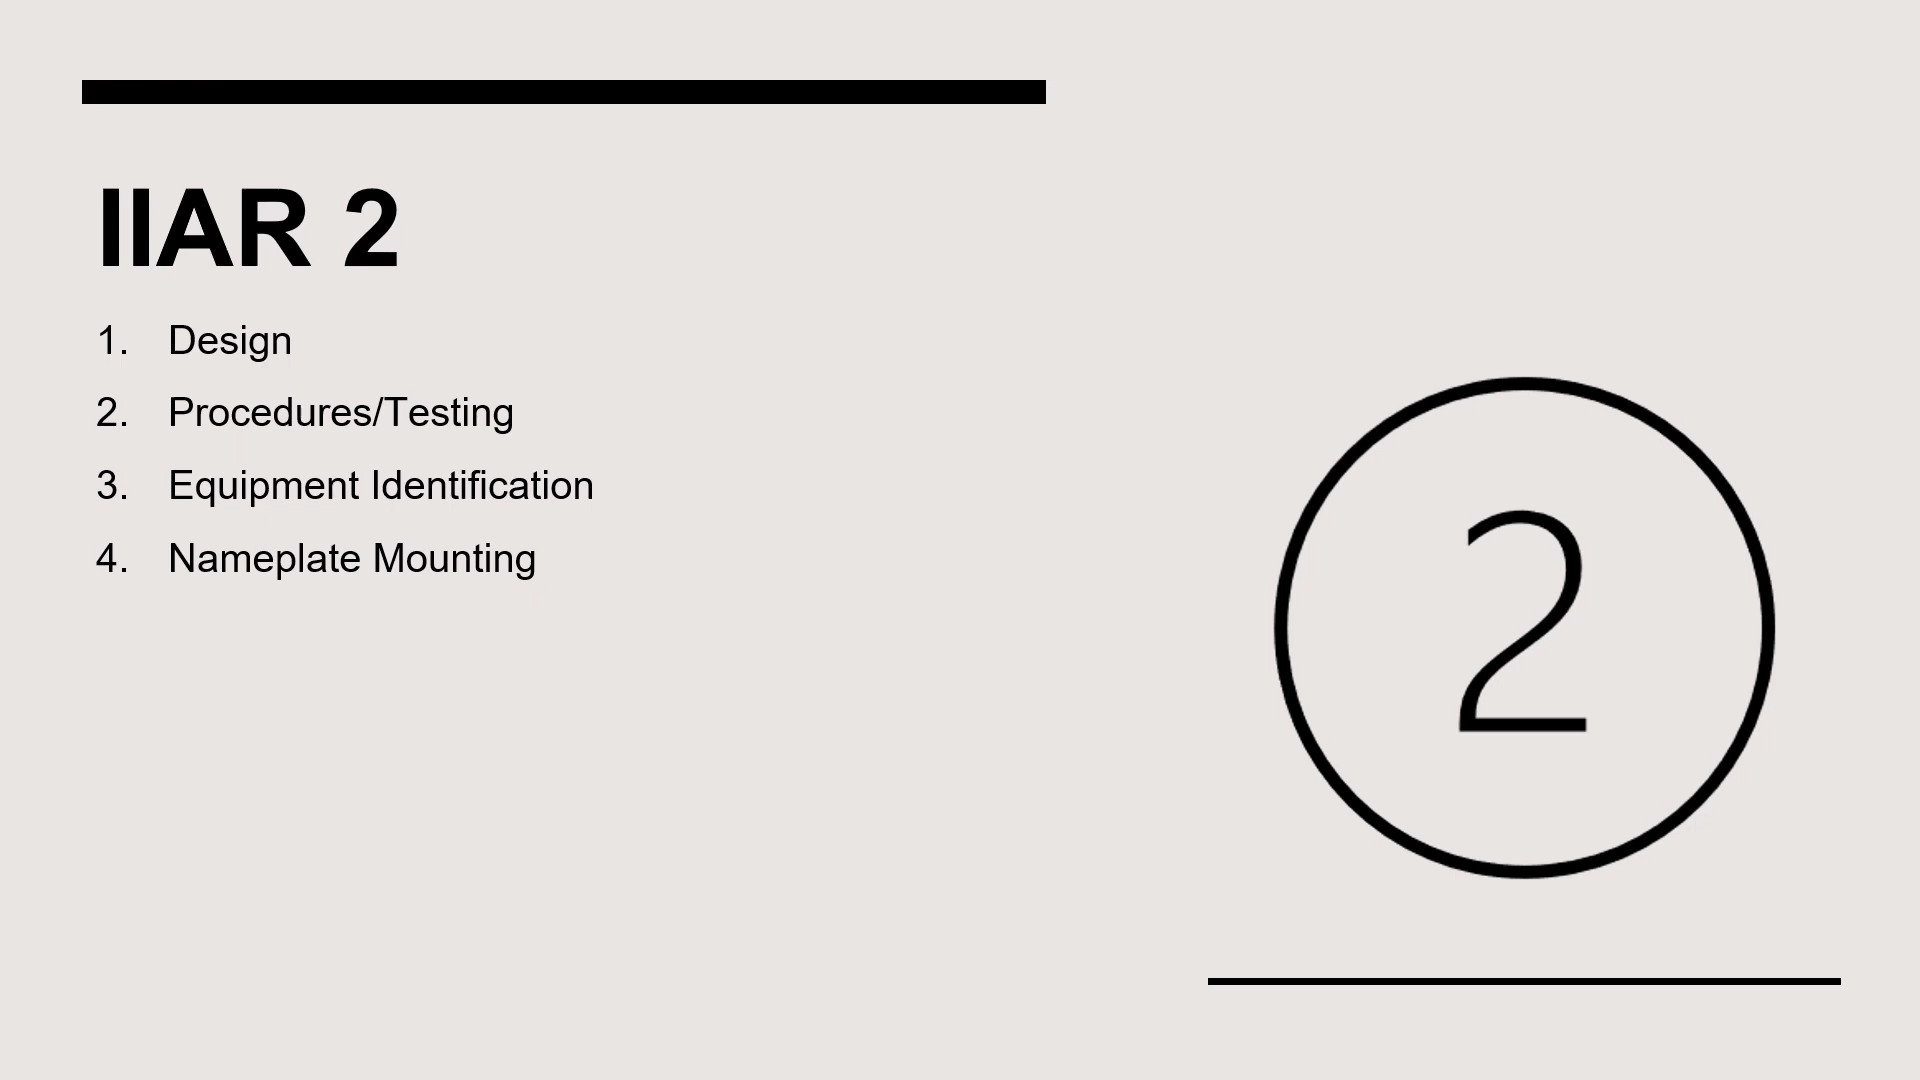 IIAR 2
1. Design
2. Procedures/Testing
3. Equipment Identification
4. Nameplate Mounting
2